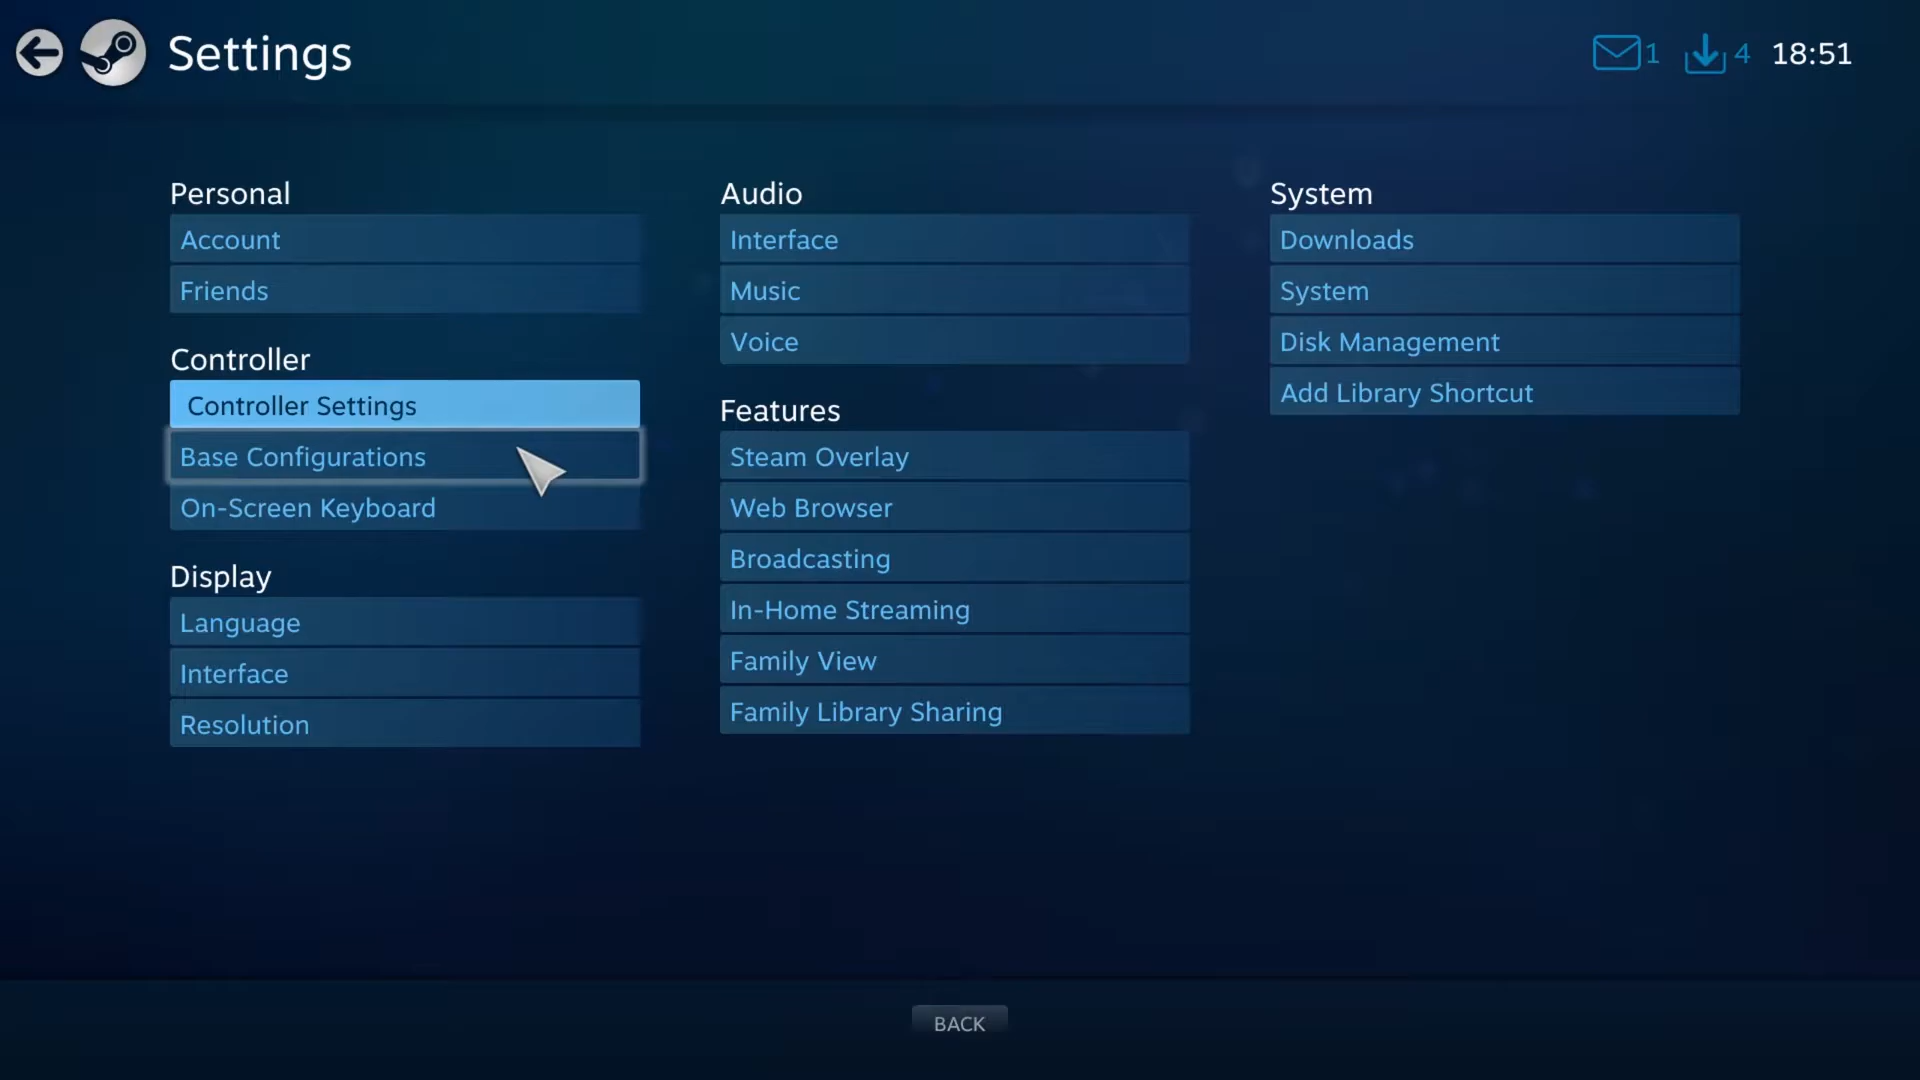 Settings
1
4
18:51
Personal
Account
Friends
Controller
Controller Settings
Base Configurations
On-Screen Keyboard
Display
Language
Interface
Resolution
Audio
Interface
Music
Voice
Features
Steam Overlay
Web Browser
Broadcasting
In-Home Streaming
Family View
Family Library Sharing
System
Downloads
System
Disk Management
Add Library Shortcut
BACK